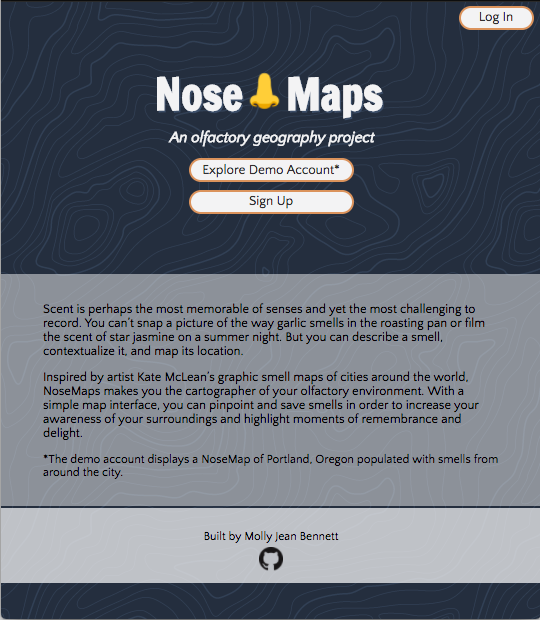 Log In
Nose👃Maps
An olfactory geography project
Explore Demo Account*
Sign Up
Scent is perhaps the most memorable of senses and yet the most challenging to
record. You can't snap a picture of the way garlic smells in the roasting pan or film
the scent of star jasmine on a summer night. But you can describe a smell,
contextualize it, and map its location.
Inspired by artist Kate McLean's graphic smell maps of cities around the world,
NoseMaps makes you the cartographer of your olfactory environment. With a
simple map interface, you can pinpoint and save smells in order to increase your
awareness of your surroundings and highlight moments of remembrance and
delight.
*The demo account displays a NoseMap of Portland, Oregon populated with smells from
around the city.
Built by Molly Jean Bennett